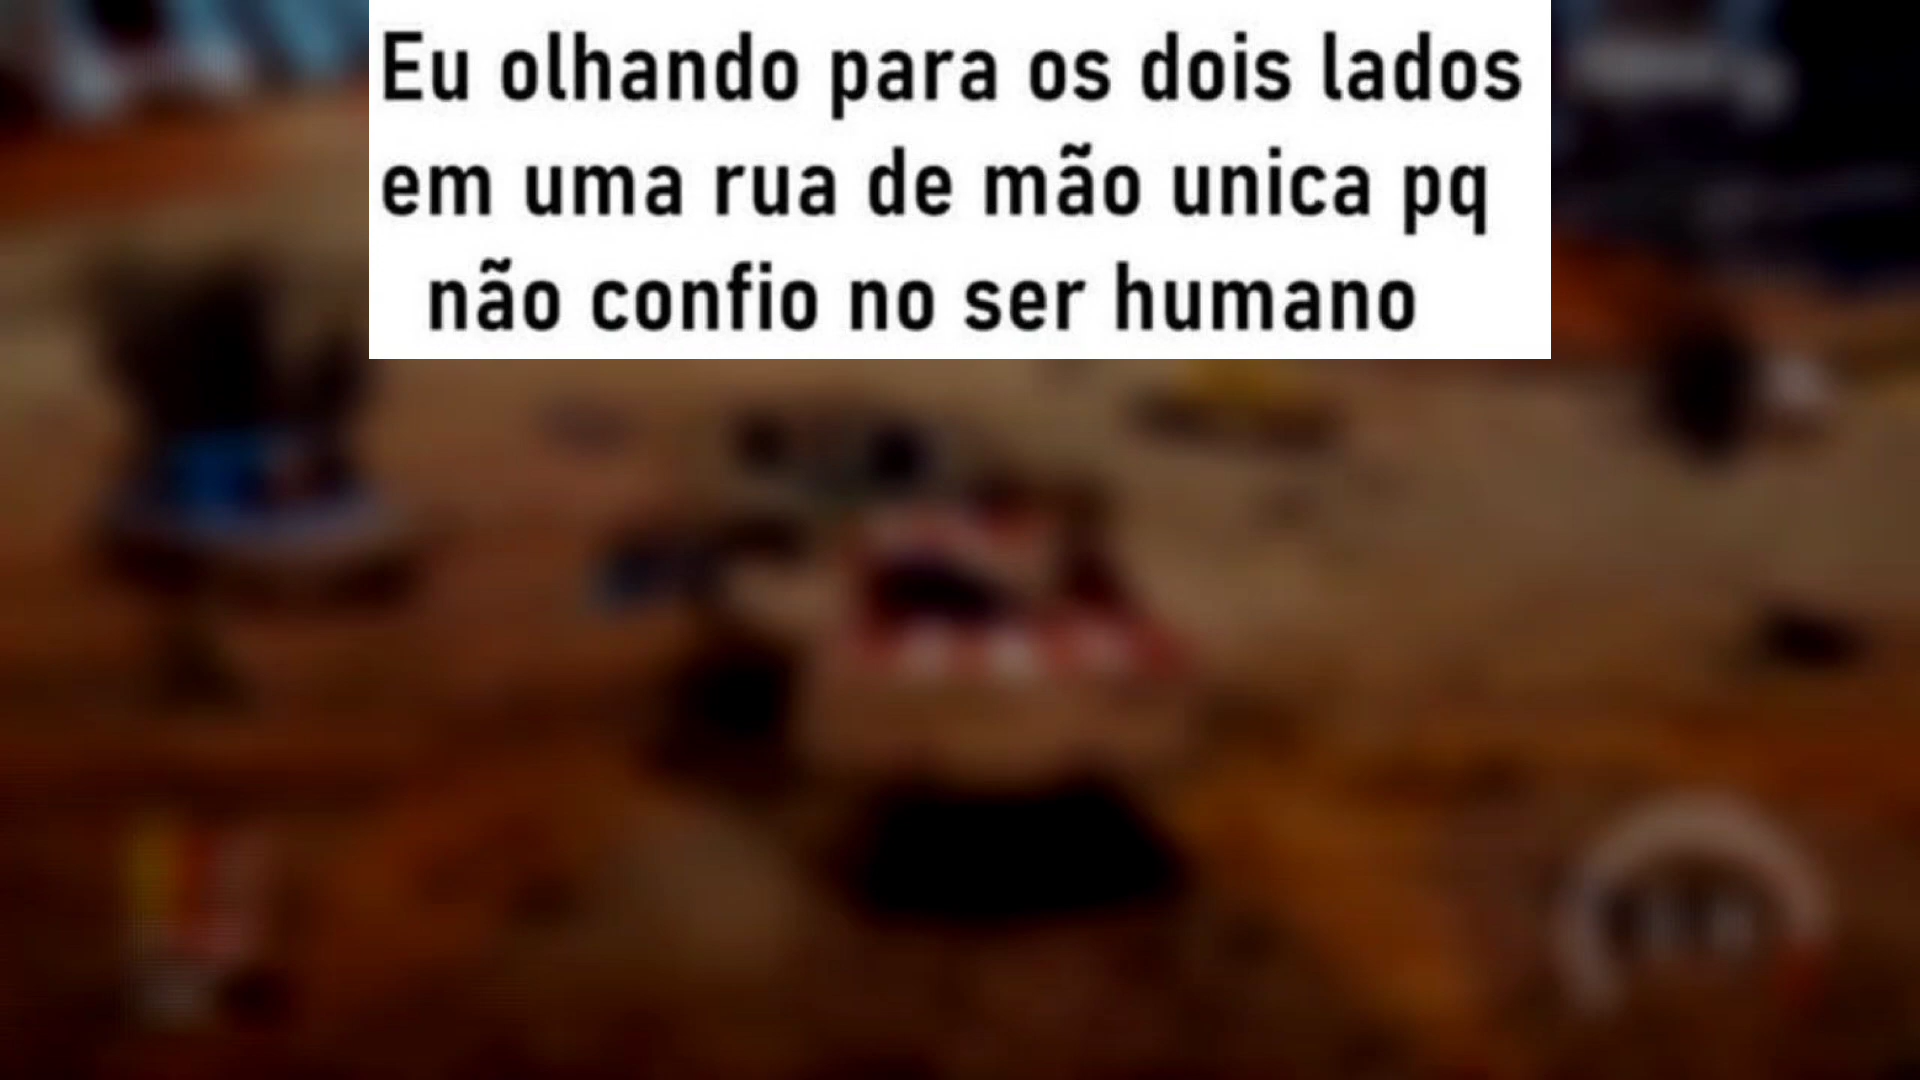 Eu olhando para os dois lados
em uma rua de mão unica pq
não confio no ser humano